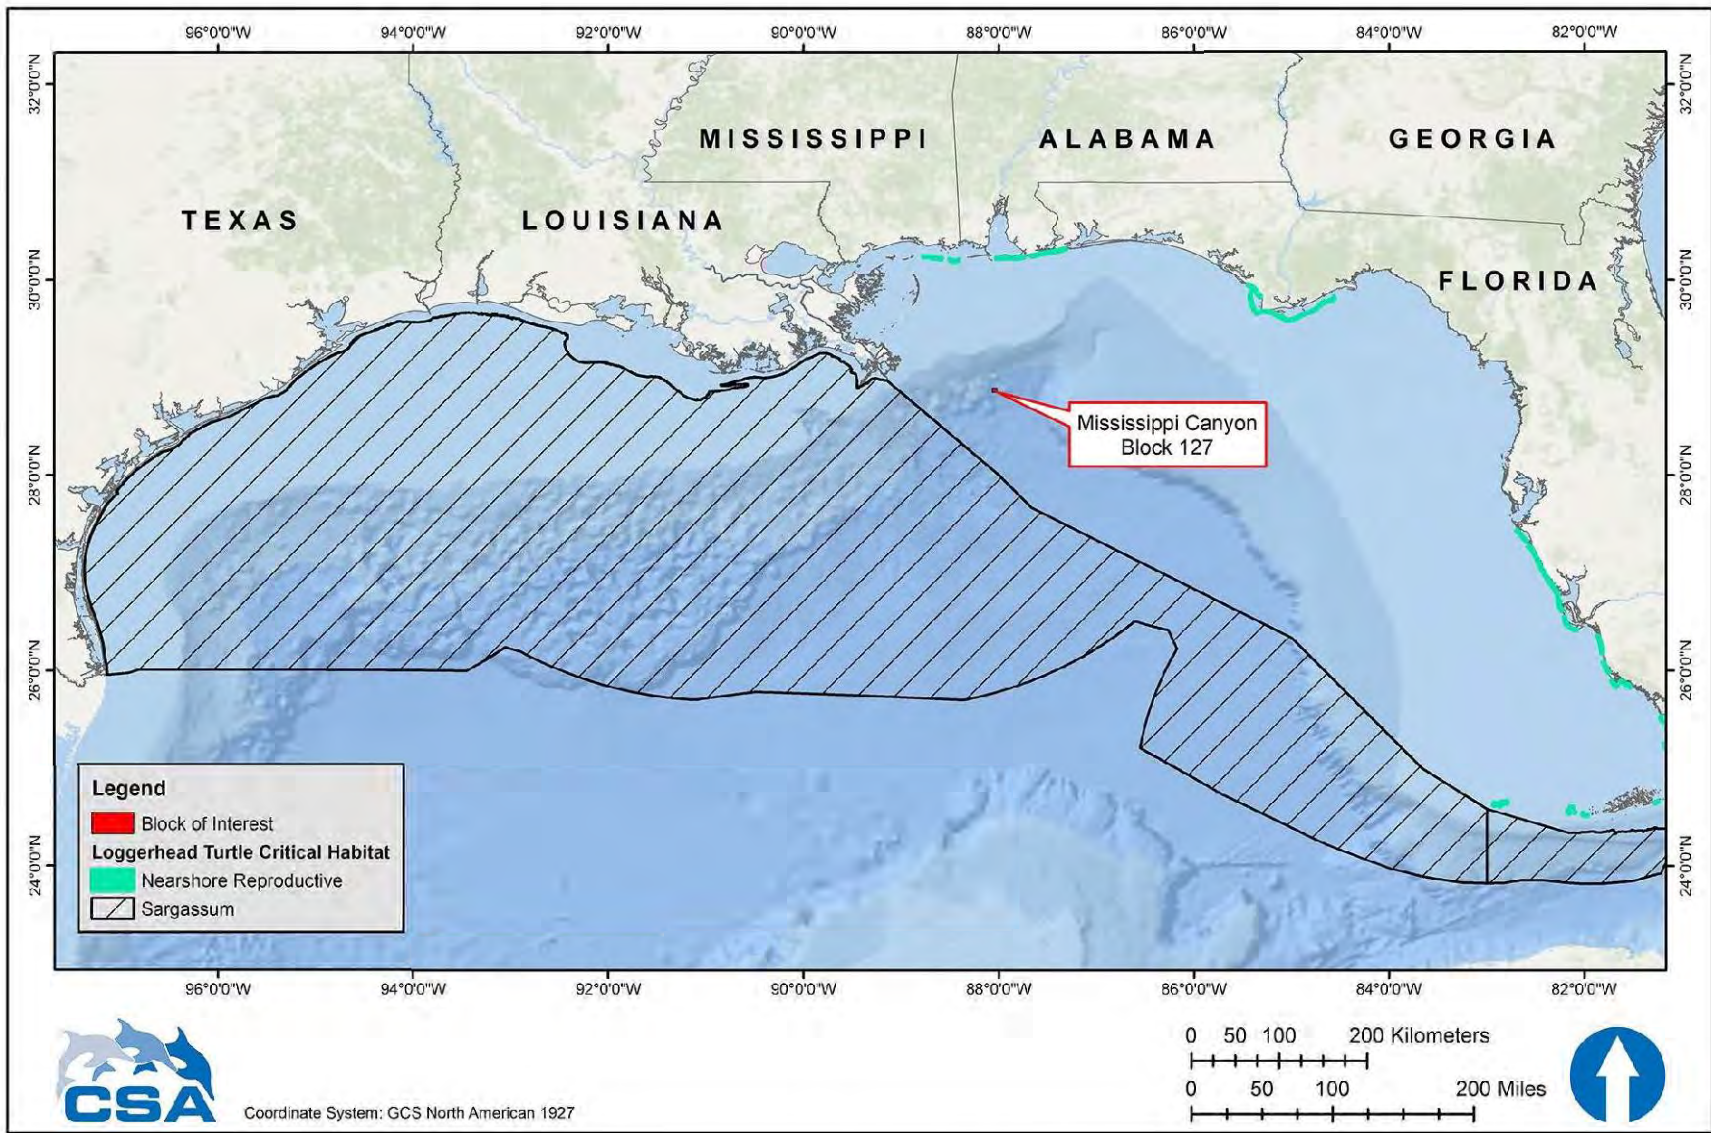 96°0'0"W 94°0'0"W 92°0'0"W 90°0'0"W 88°0'0"W 86°0'0"W 84°0'0"W 82°0'0"W
32°0'0"N 32°0'0"N
MISSISSIPPI ALABAMA GEORGIA
TEXAS LOUISIANA
FLORIDA
30°0'0"N 30°0'0"N
Mississippi Canyon
Block 127
28°0'0"N 28°0'0"N
26°0'0"N 26°0'0"N
Legend
Block of Interest
Loggerhead Turtle Critical Habitat
Nearshore Reproductive
Sargassum
24°0'0"N 24°0'0"N
96°0'0"W 94°0'0"W 92°0'0"W 90°0'0"W 88°0'0"W 86°0'0"W 84°0'0"W 82°0'0"W
0 50 100 200 Kilometers
0 50 100 200 Miles
CSA
Coordinate System: GCS North American 1927